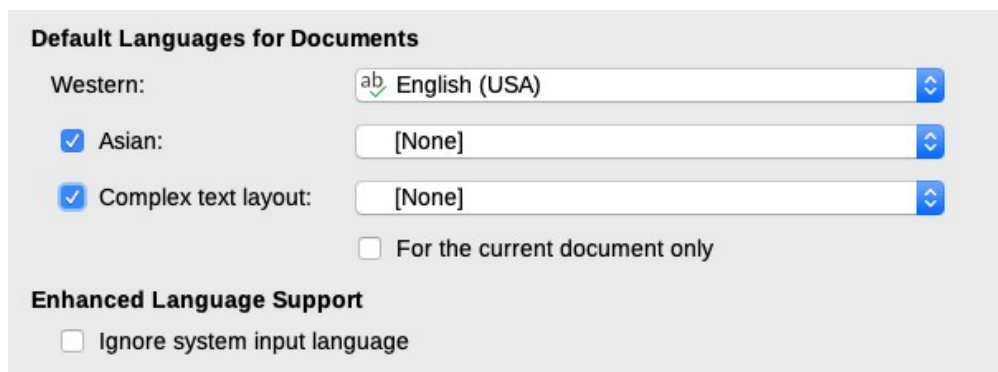 Default Languages for Documents
Western: ab English (USA)
Asian: [None]
Complex text layout: [None]
For the current document only
Enhanced Language Support
Ignore system input language